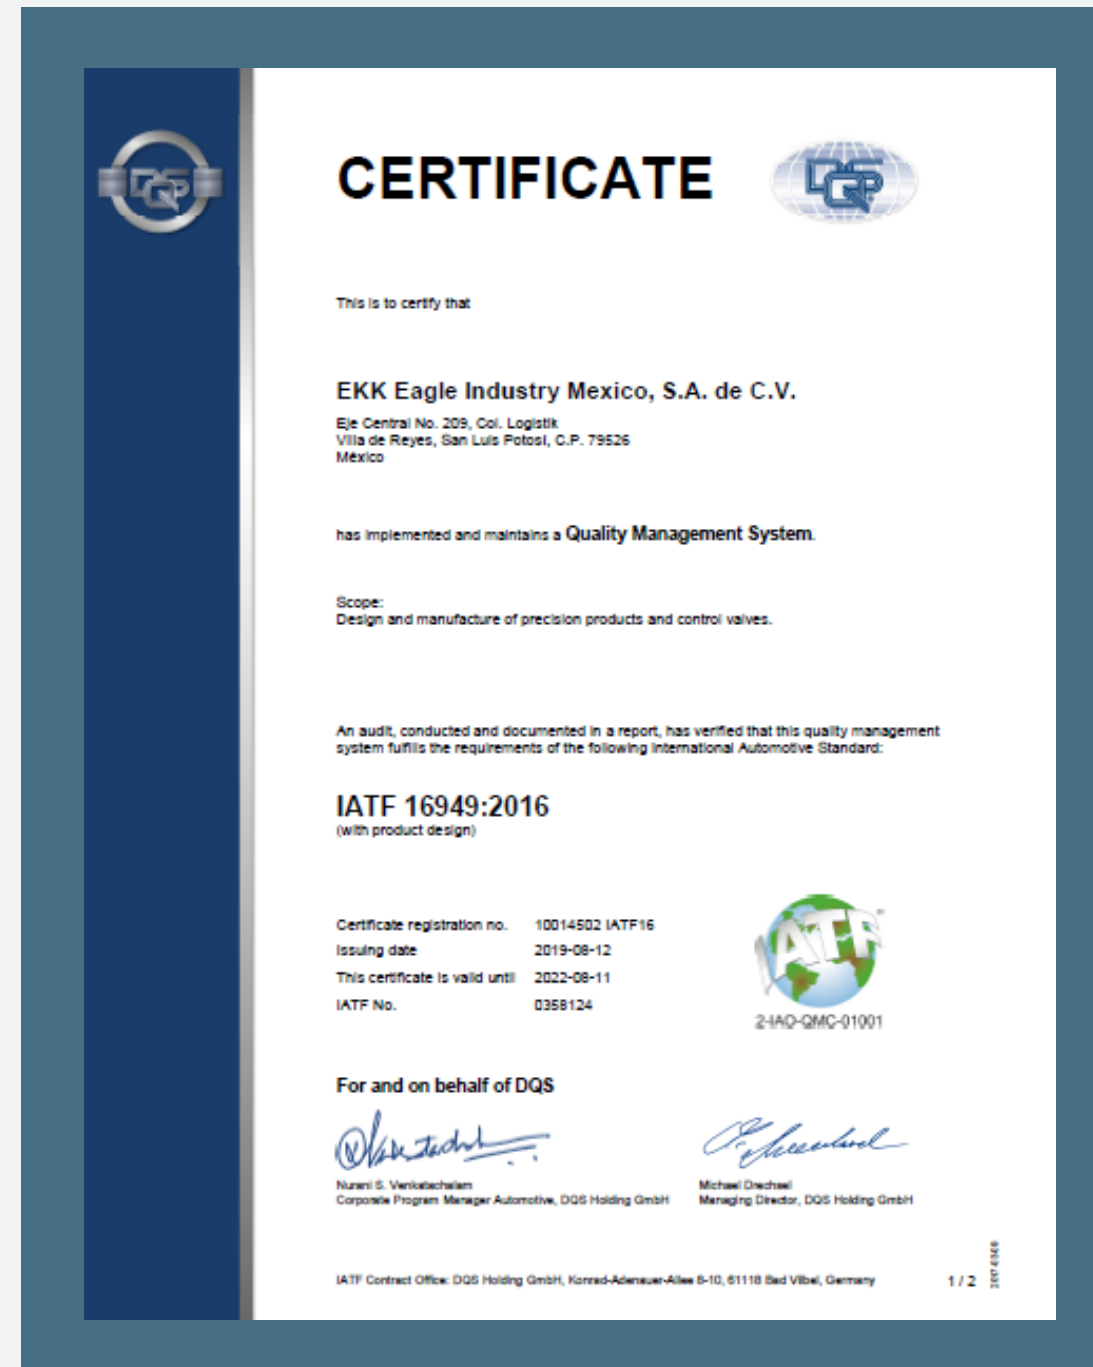 DQS
CERTIFICATE
DQS
This is to certify that
EKK Eagle Industry Mexico, S.A. de C.V.
Eje Central No. 209, Col. Logistik
Villa de Reyes, San Luis Potosí, C.P. 79526
México
has implemented and maintains a Quality Management System.
Scope:
Design and manufacture of precision products and control valves.
An audit, conducted and documented in a report, has verified that this quality management
system fulfills the requirements of the following International Automotive Standard:
IATF 16949:2016
(with product design)
Certificate registration no. 10014502 IATF16
Issuing date 2019-08-12
This certificate is valid until 2022-08-11
IATF No. 0358124
IATF
2-IAO-QMC-01001
For and on behalf of DQS
Nurani S. Venkatachalam
Corporate Program Manager Automotive, DQS Holding GmbH
Michael Drechsel
Managing Director, DQS Holding GmbH
IATF Contract Office: DQS Holding GmbH, Konrad-Adenauer-Allee 8-10, 61118 Bad Vilbel, Germany
1 / 2